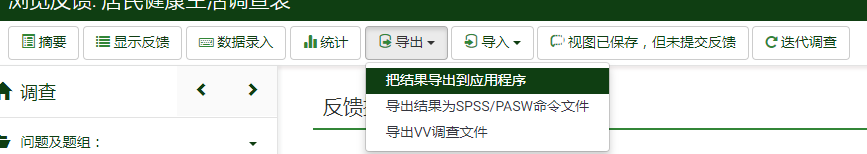 浏览反馈: 居民健康生活调查表
摘要 显示反馈 数据录入 统计 导出 导入 视图已保存，但未提交反馈 迭代调查
把结果导出到应用程序
导出结果为SPSS/PASW命令文件
导出VV调查文件
调查
反馈
问题及题组：